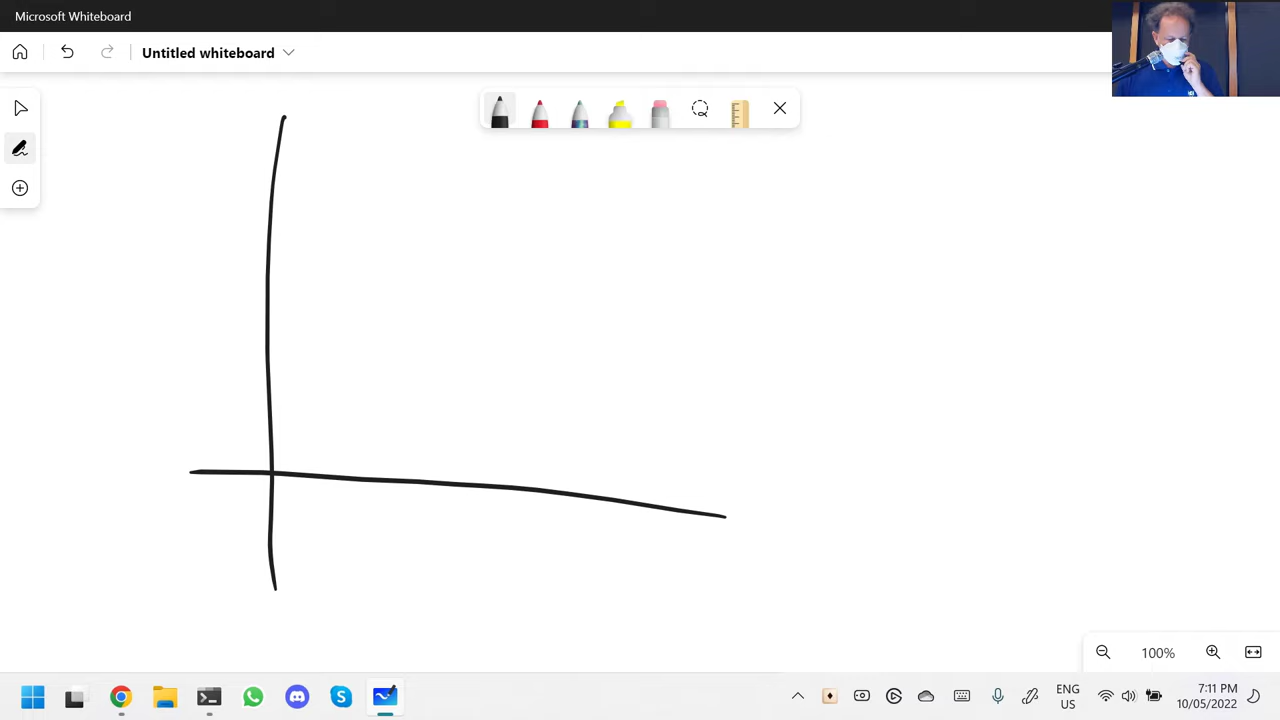 Microsoft Whiteboard
Untitled whiteboard
100%
ENG
US
7:11 PM
10/05/2022